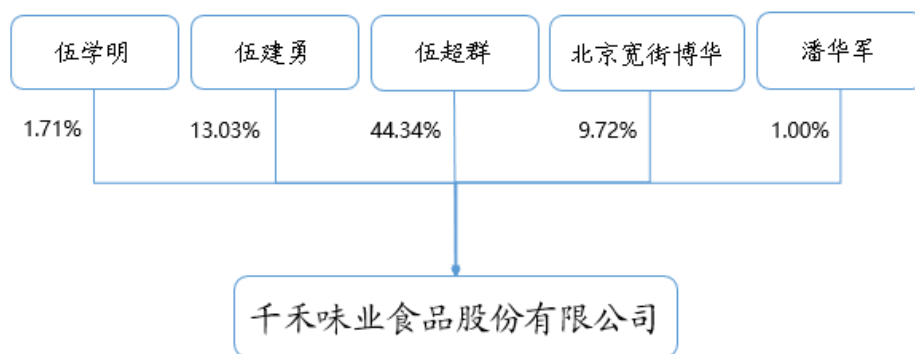 伍学明
伍建勇
伍超群
北京宽街博华
潘华军
1.71%
13.03%
44.34%
9.72%
1.00%
千禾味业食品股份有限公司